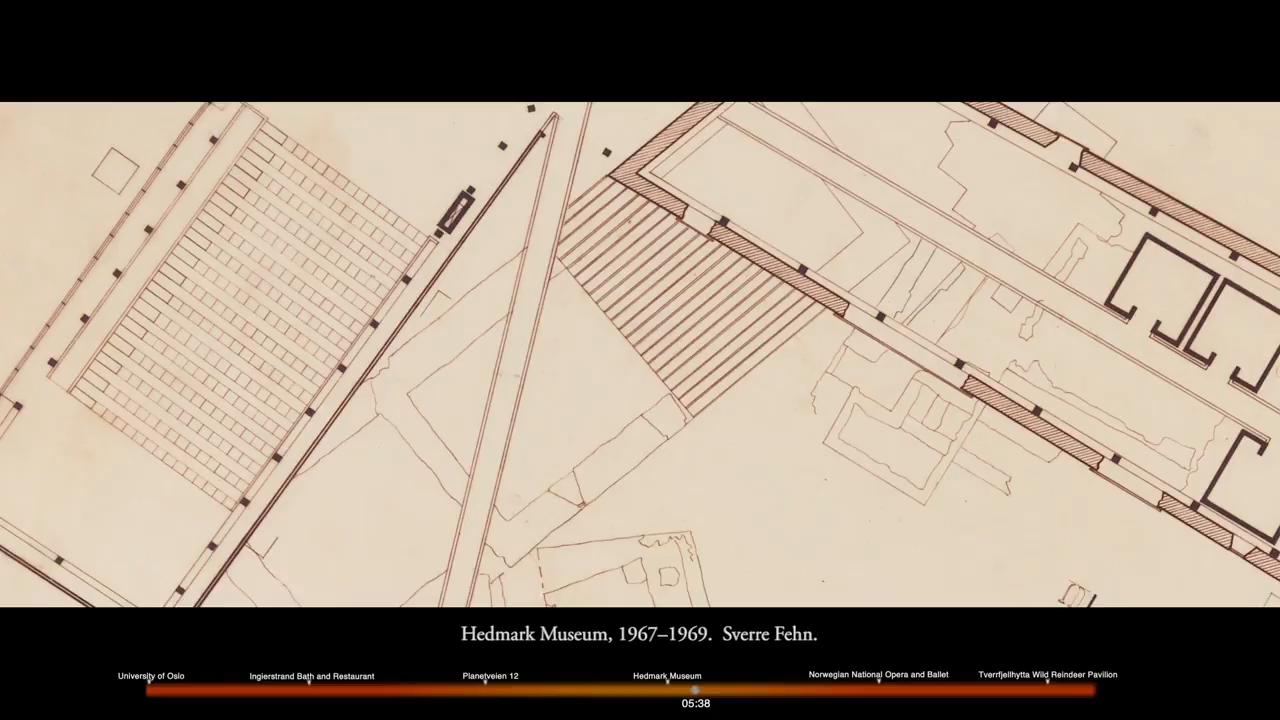 Hedmark Museum, 1967–1969.  Sverre Fehn.
University of Oslo
Ingierstrand Bath and Restaurant
Planetveien 12
Hedmark Museum
Norwegian National Opera and Ballet
Tverrfjellhytta Wild Reindeer Pavilion
05:38